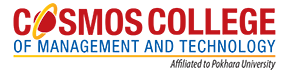 COSMOS COLLEGE
OF MANAGEMENT AND TECHNOLOGY
Affiliated to Pokhara University